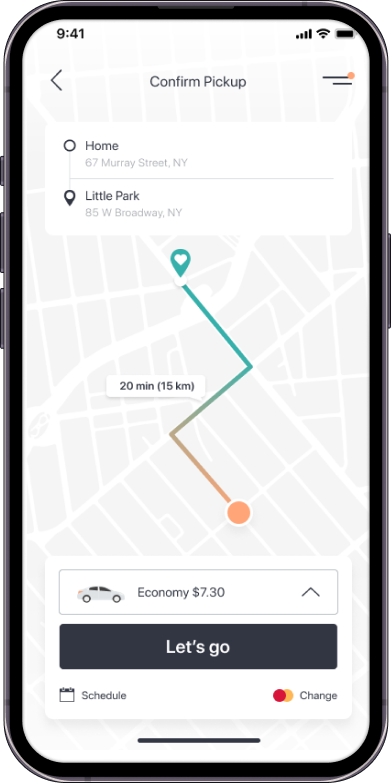 9:41
Confirm Pickup
Home
67 Murray Street, NY
Little Park
85 W Broadway, NY
20 min (15 km)
Economy $7.30
Let's go
Schedule
Change